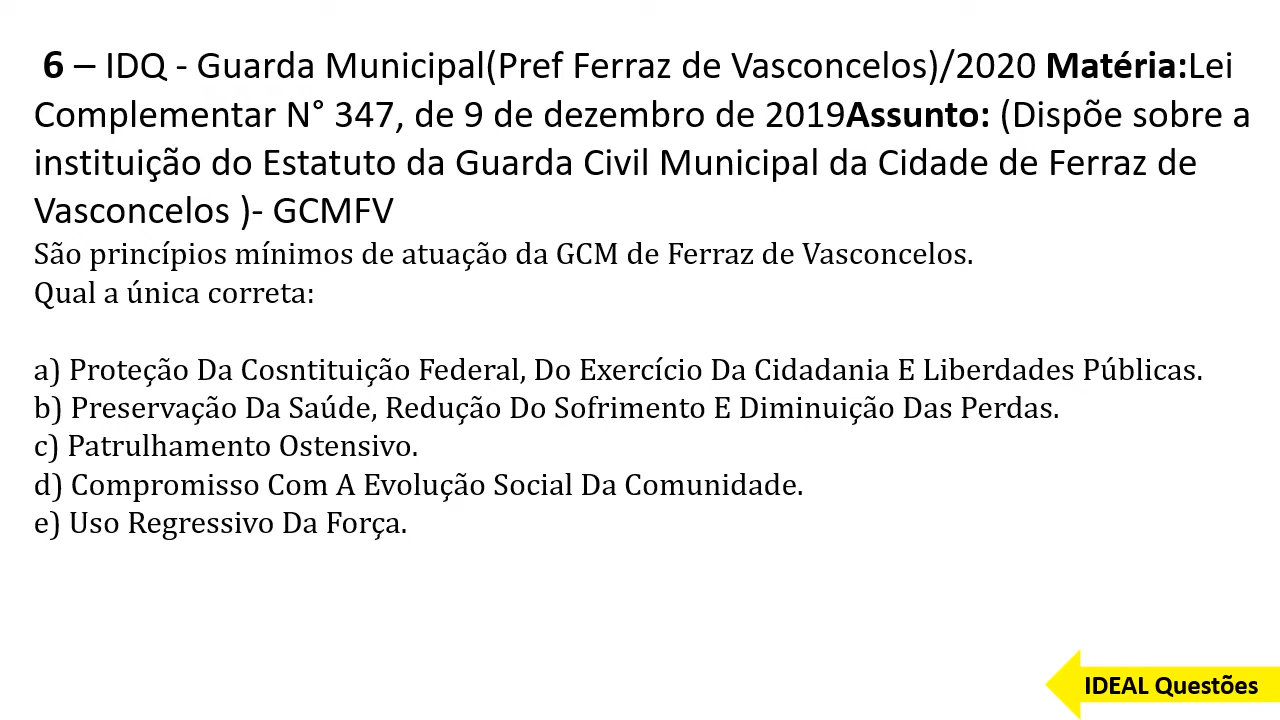 6 – IDQ - Guarda Municipal(Pref Ferraz de Vasconcelos)/2020 Matéria:Lei
Complementar N° 347, de 9 de dezembro de 2019Assunto: (Dispõe sobre a
instituição do Estatuto da Guarda Civil Municipal da Cidade de Ferraz de
Vasconcelos )- GCMFV
São princípios mínimos de atuação da GCM de Ferraz de Vasconcelos.
Qual a única correta:
a) Proteção Da Cosntituição Federal, Do Exercício Da Cidadania E Liberdades Públicas.
b) Preservação Da Saúde, Redução Do Sofrimento E Diminuição Das Perdas.
c) Patrulhamento Ostensivo.
d) Compromisso Com A Evolução Social Da Comunidade.
e) Uso Regressivo Da Força.
IDEAL Questões